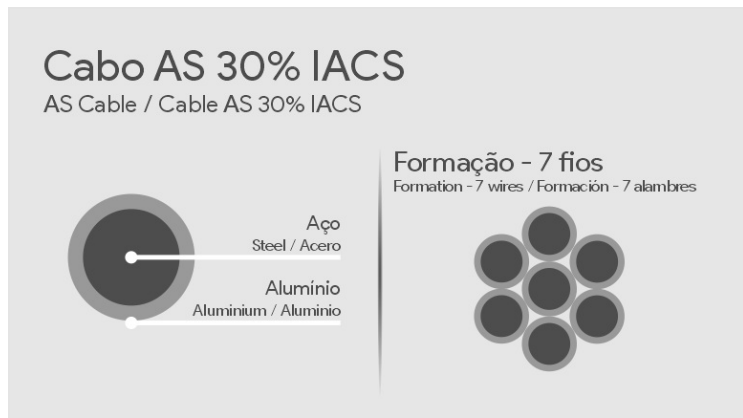 Cabo AS 30% IACS
AS Cable / Cable AS 30% IACS
Aço
Steel / Acero
Alumínio
Aluminium / Aluminio
Formação - 7 fios
Formation - 7 wires / Formación - 7 alambres